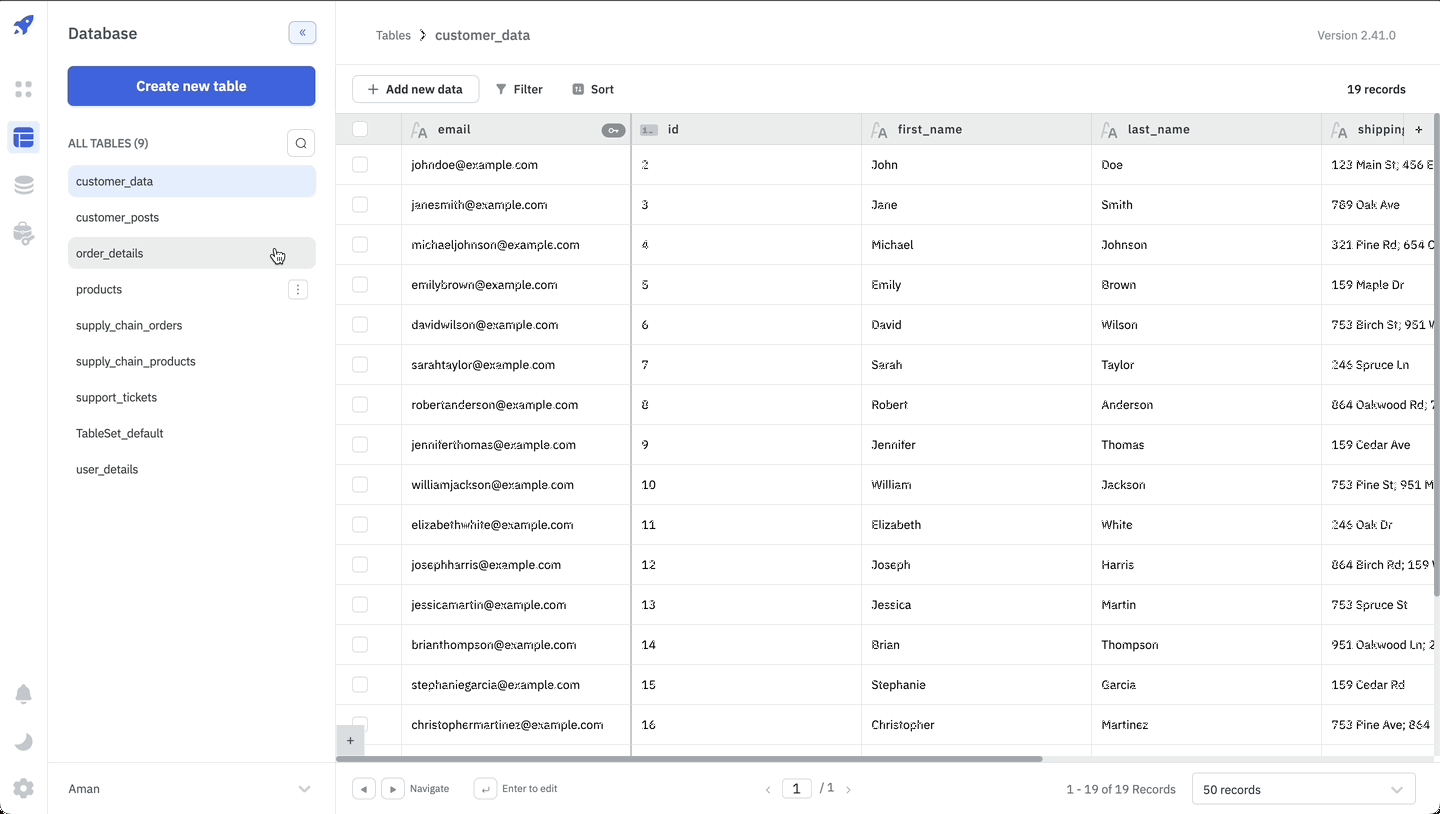 Database
«
Create new table
ALL TABLES (9)
customer_data
customer_posts
order_details
products
supply_chain_orders
supply_chain_products
support_tickets
TableSet_default
user_details
Aman
Tables > customer_data
Version 2.41.0
+ Add new data Filter Sort
19 records
email id first_name last_name shipping +
johndoe@example.com 2 John Doe 123 Main St; 456 E
janesmith@example.com 3 Jane Smith 789 Oak Ave
michaeljohnson@example.com 4 Michael Johnson 321 Pine Rd; 654
emilybrown@example.com 5 Emily Brown 159 Maple Dr
davidwilson@example.com 6 David Wilson 753 Birch St; 951
sarahtaylor@example.com 7 Sarah Taylor 246 Spruce Ln
robertanderson@example.com 8 Robert Anderson 864 Oakwood Rd;
jenniferthomas@example.com 9 Jennifer Thomas 159 Cedar Ave
williamjackson@example.com 10 William Jackson 753 Pine St; 951 M
elizabethwhite@example.com 11 Elizabeth White 246 Oak Dr
josephharris@example.com 12 Joseph Harris 864 Birch Rd; 159
jessicamartin@example.com 13 Jessica Martin 753 Spruce St
brianthompson@example.com 14 Brian Thompson 951 Oakwood Ln; 2
stephaniegarcia@example.com 15 Stephanie Garcia 159 Cedar Rd
christophermartinez@example.com 16 Christopher Martinez 753 Pine Ave; 864
+
Navigate Enter to edit
‹ 1 / 1 ›
1 - 19 of 19 Records
50 records